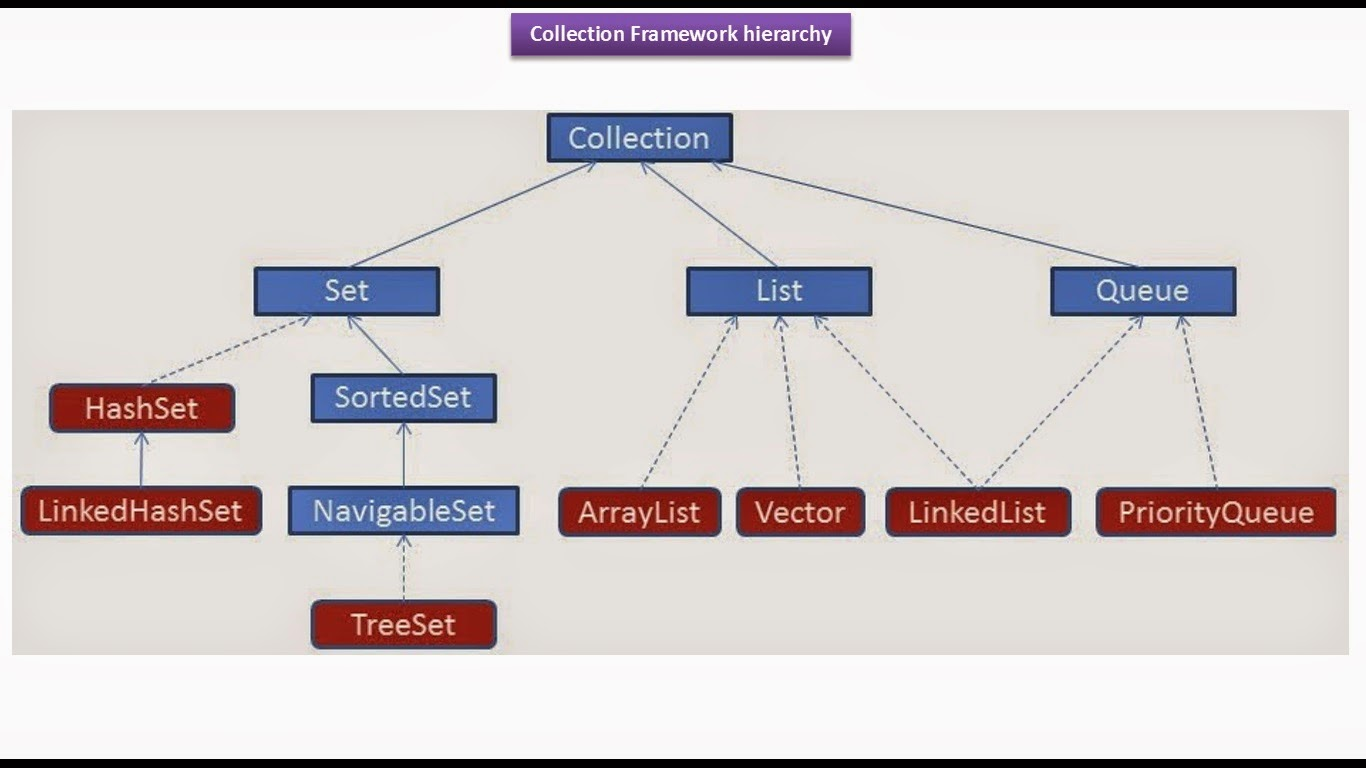 Collection Framework hierarchy
Collection
Set
List
Queue
HashSet
SortedSet
LinkedHashSet
NavigableSet
ArrayList
Vector
LinkedList
PriorityQueue
TreeSet